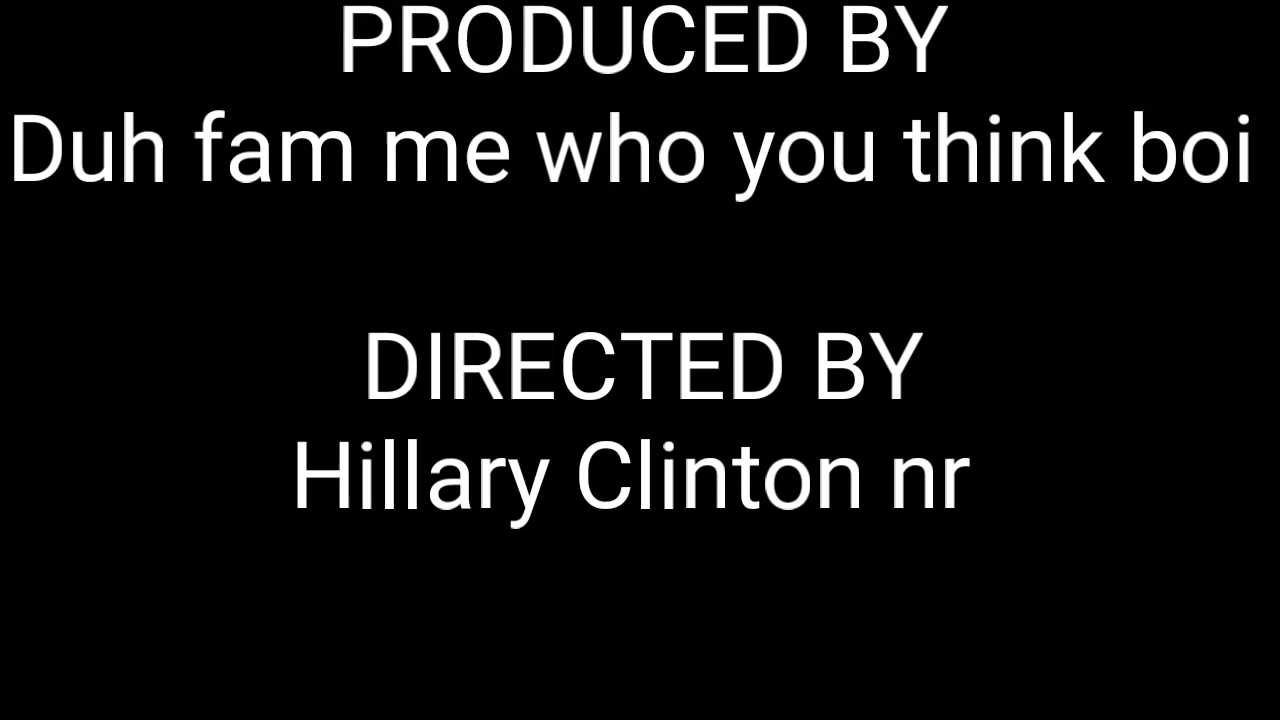 PRODUCED BY
Duh fam me who you think boi
DIRECTED BY
Hillary Clinton nr